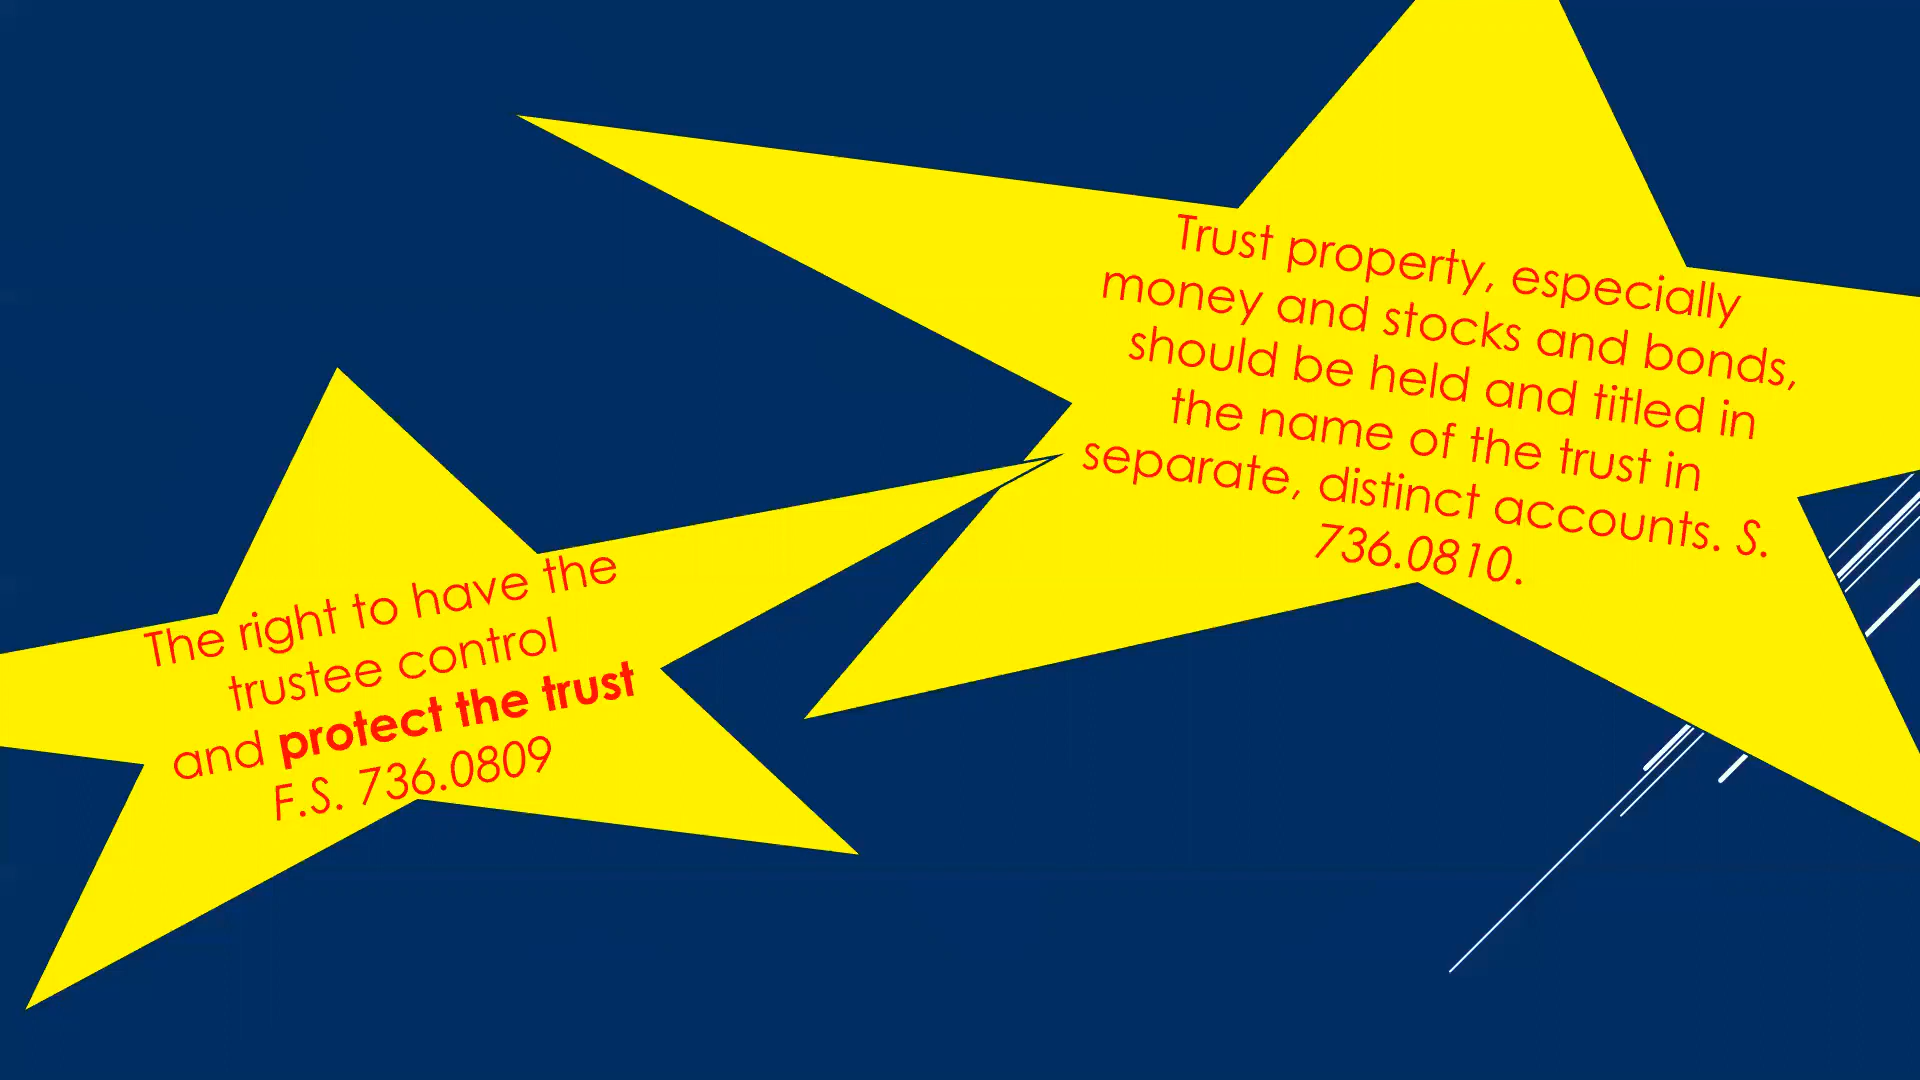 Trust property, especially
money and stocks and bonds,
should be held and titled in
the name of the trust in
separate, distinct accounts. S.
736.0810.
The right to have the
trustee control
and protect the trust
F.S. 736.0809